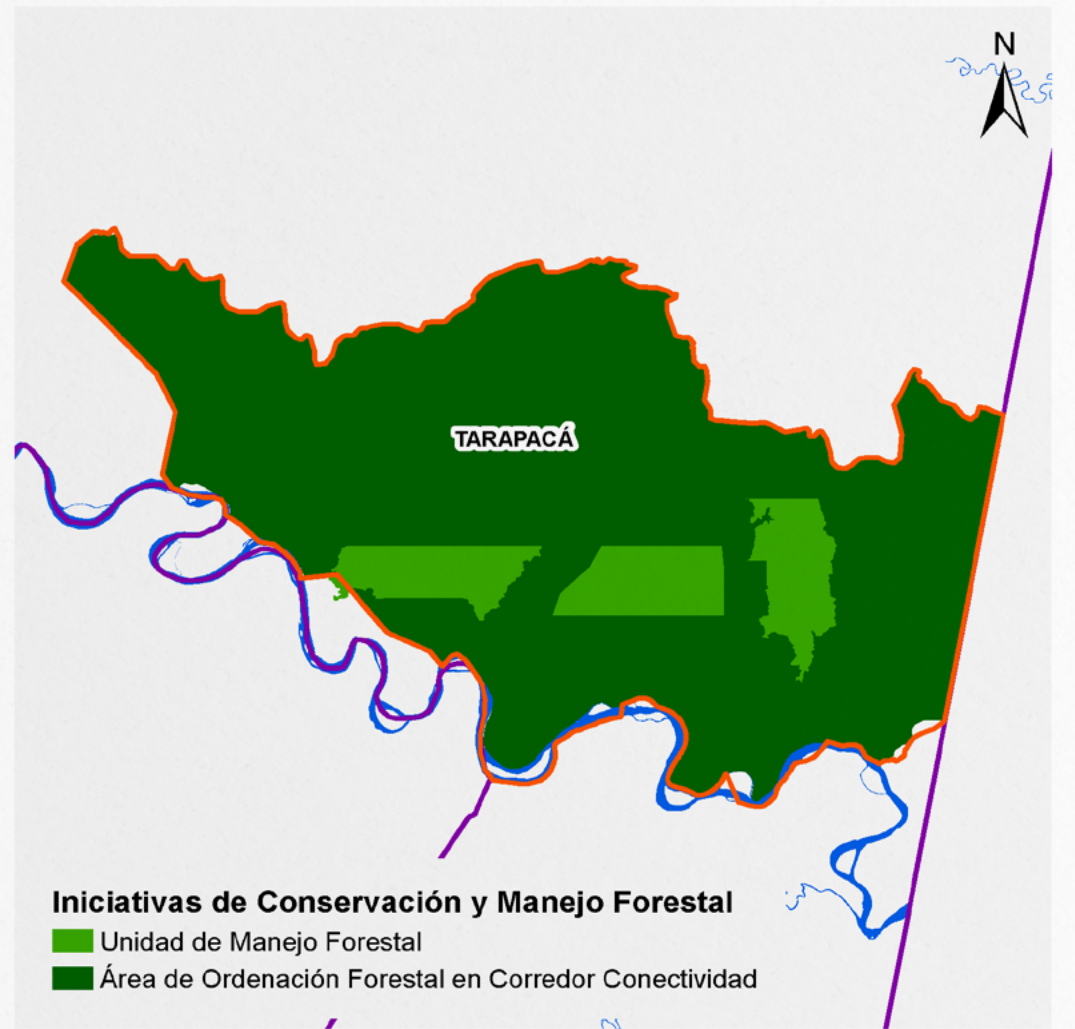 N
TARAPACÁ
Iniciativas de Conservación y Manejo Forestal
Unidad de Manejo Forestal
Área de Ordenación Forestal en Corredor Conectividad